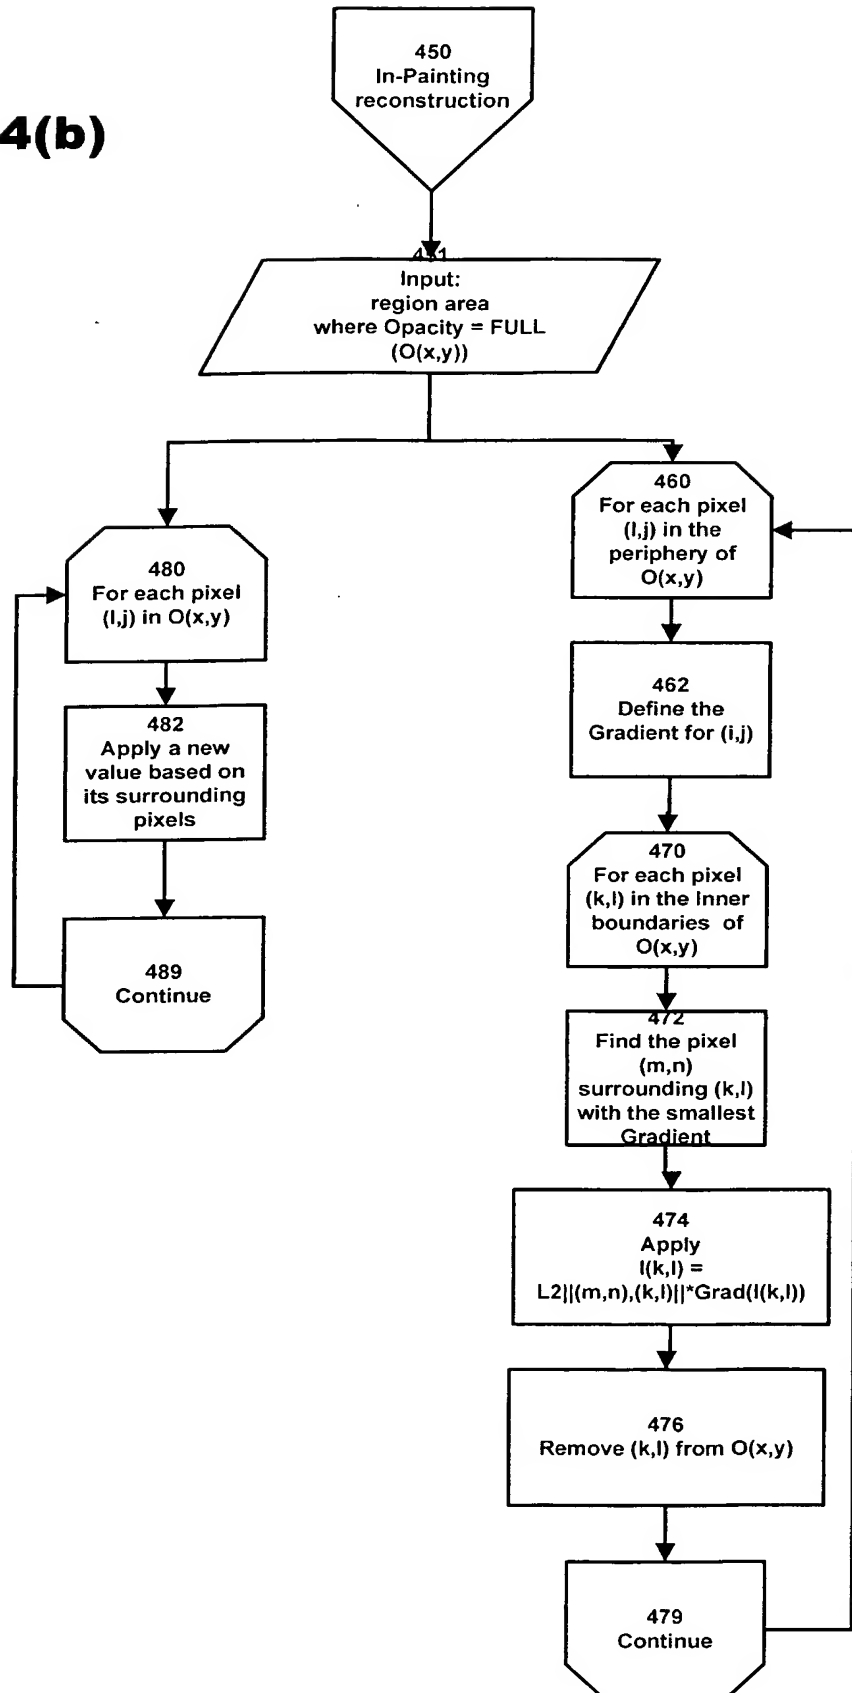 4(b)
450
In-Painting
reconstruction
451
Input:
region area
where Opacity = FULL
(O(x,y))
480
For each pixel
(I,j) in O(x,y)
482
Apply a new
value based on
its surrounding
pixels
489
Continue
460
For each pixel
(I,j) in the
periphery of
O(x,y)
462
Define the
Gradient for (i,j)
470
For each pixel
(k,l) in the Inner
boundaries of
O(x,y)
472
Find the pixel
(m,n)
surrounding (k,l)
with the smallest
Gradient
474
Apply
I(k,l) =
L2||(m,n),(k,l)||*Grad(I(k,l))
476
Remove (k,l) from O(x,y)
479
Continue